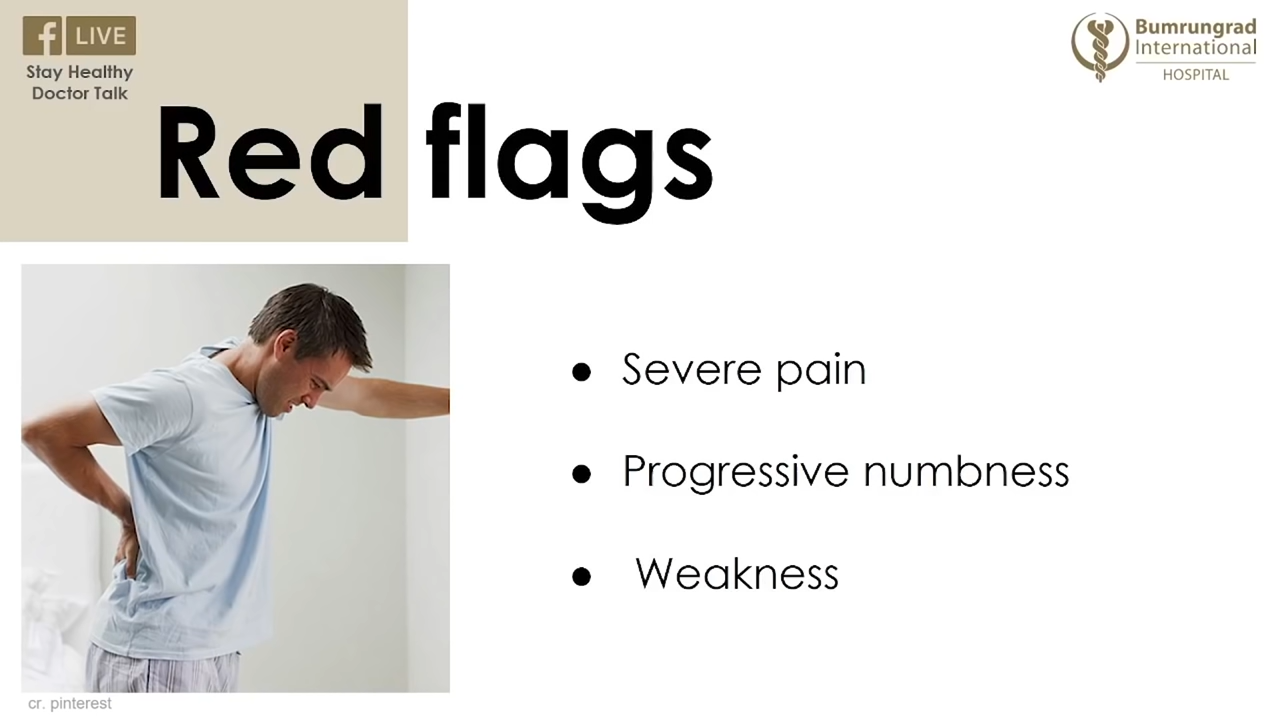 LIVE
Stay Healthy
Doctor Talk
Bumrungrad
International
HOSPITAL
Red flags
● Severe pain
● Progressive numbness
● Weakness
cr. pinterest